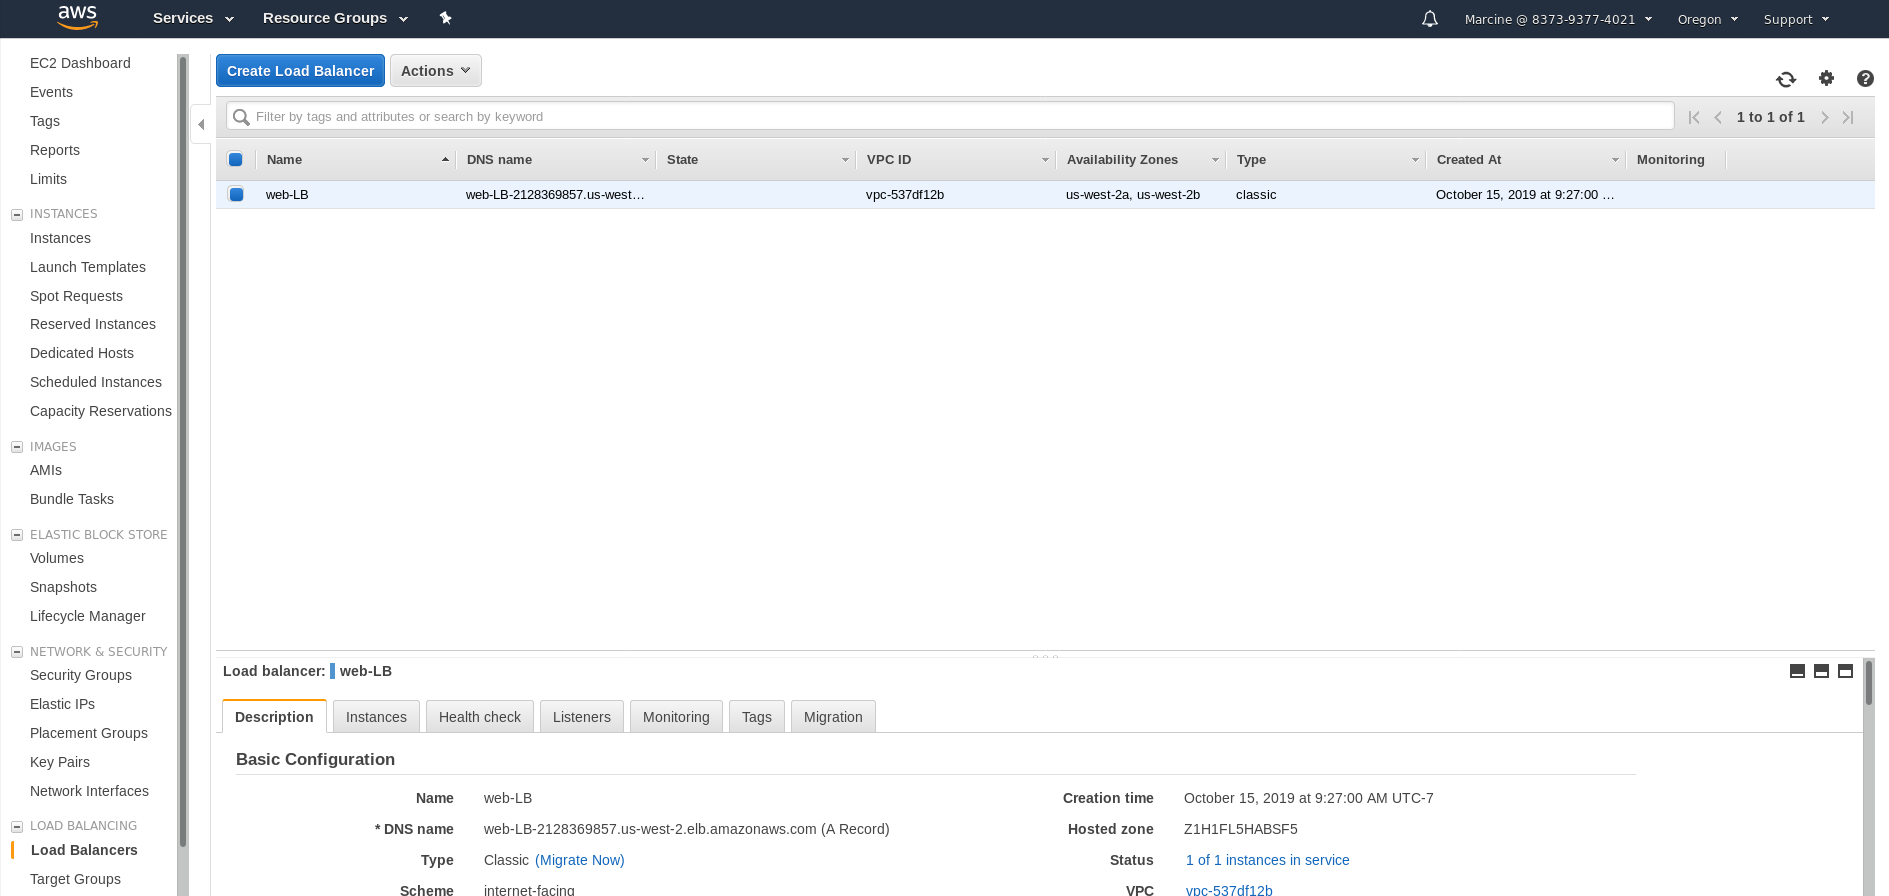 aws Services Resource Groups Marcine @ 8373-9377-4021 Oregon Support
EC2 Dashboard
Events
Tags
Reports
Limits
INSTANCES
Instances
Launch Templates
Spot Requests
Reserved Instances
Dedicated Hosts
Scheduled Instances
Capacity Reservations
IMAGES
AMIs
Bundle Tasks
ELASTIC BLOCK STORE
Volumes
Snapshots
Lifecycle Manager
NETWORK & SECURITY
Security Groups
Elastic IPs
Placement Groups
Key Pairs
Network Interfaces
LOAD BALANCING
Load Balancers
Target Groups
Create Load Balancer Actions
Filter by tags and attributes or search by keyword 1 to 1 of 1
Name DNS name State VPC ID Availability Zones Type Created At Monitoring
web-LB web-LB-2128369857.us-west… vpc-537df12b us-west-2a, us-west-2b classic October 15, 2019 at 9:27:00 …
Load balancer: web-LB
Description Instances Health check Listeners Monitoring Tags Migration
Basic Configuration
Name web-LB Creation time October 15, 2019 at 9:27:00 AM UTC-7
* DNS name web-LB-2128369857.us-west-2.elb.amazonaws.com (A Record) Hosted zone Z1H1FL5HABSF5
Type Classic (Migrate Now) Status 1 of 1 instances in service
Scheme internet-facing VPC vpc-537df12b